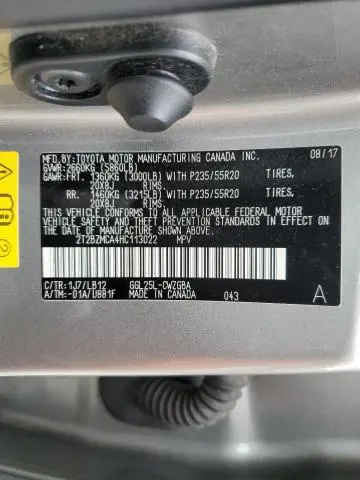 MFD BY: TOYOTA MOTOR MANUFACTURING CANADA INC. 08/17
GVWR: 2660KG (5860LB)
GAWR: FRT. 1360KG (3000LB) WITH P235/55R20 TIRES,
20X8J RIMS.
RR. 1460KG (3215LB) WITH P235/55R20 TIRES,
20X8J RIMS.
THIS VEHICLE CONFORMS TO ALL APPLICABLE FEDERAL MOTOR
VEHICLE SAFETY AND THEFT PREVENTION STANDARDS IN EFFECT
ON THE DATE OF MANUFACTURE SHOWN ABOVE.
2T2BZMCA4HC113022 MPV
C/TR: 1J7/LB12 GGL25L-CWZGBA
A/TM: -01A/U881F MADE IN CANADA 043 A